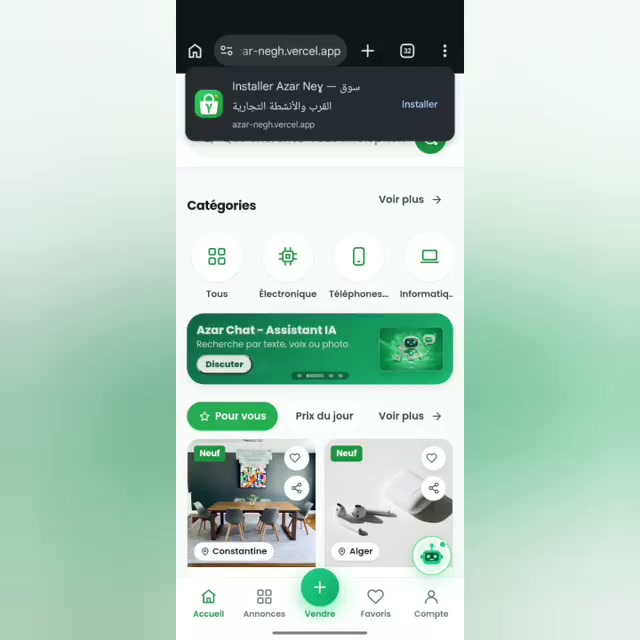 ar-negh.vercel.app
32
Installer Azar Neɣ — سوق
القرب والأنشطة التجارية
Installer
azar-negh.vercel.app
Catégories
Voir plus →
Tous
Électronique
Téléphones...
Informatiq..
Azar Chat - Assistant IA
Recherche par texte, voix ou photo
Discuter
Pour vous
Prix du jour
Voir plus →
Neuf
Neuf
Constantine
Alger
Accueil
Annonces
Vendre
Favoris
Compte